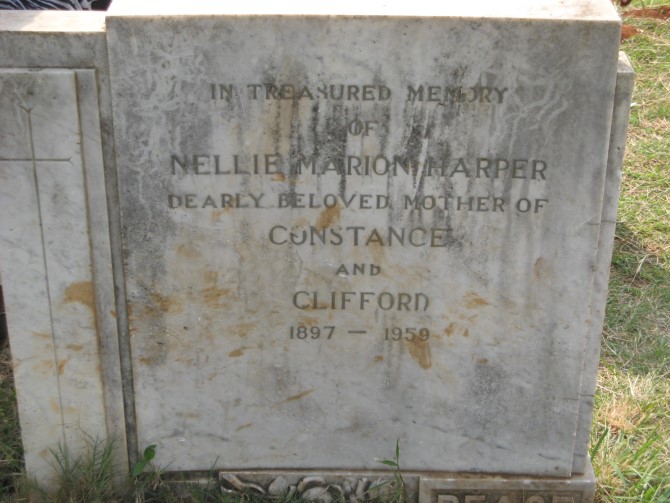 IN TREASURED MEMORY
OF
NELLIE MARION HARPER
DEARLY BELOVED MOTHER OF
CONSTANCE
AND
CLIFFORD
1897 — 1959